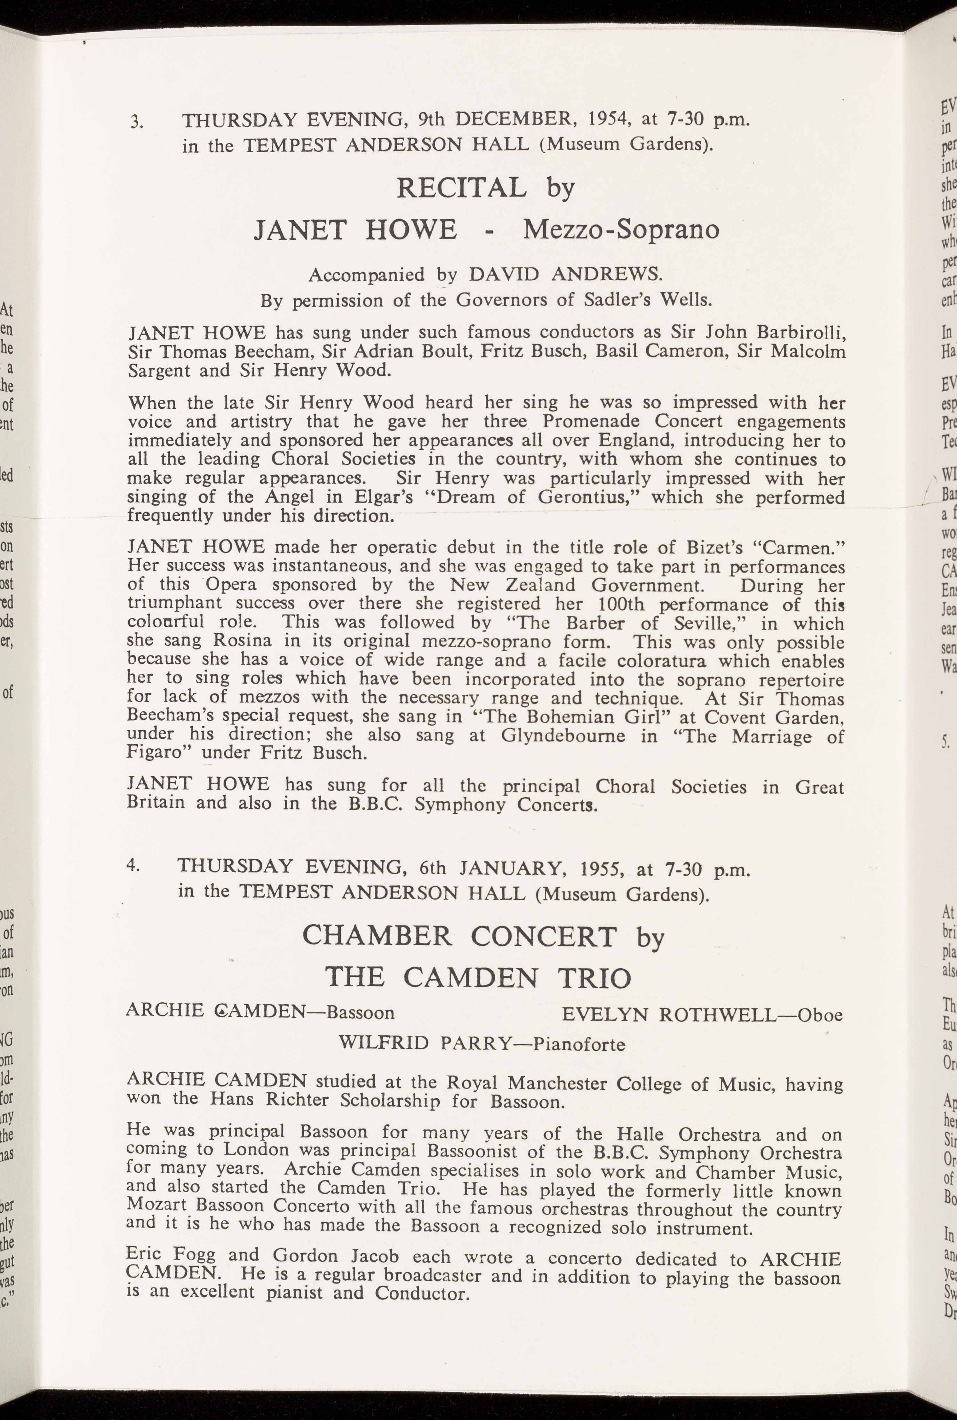 3. THURSDAY EVENING, 9th DECEMBER, 1954, at 7-30 p.m.
in the TEMPEST ANDERSON HALL (Museum Gardens).
RECITAL by
JANET HOWE - Mezzo-Soprano
Accompanied by DAVID ANDREWS.
By permission of the Governors of Sadler's Wells.
JANET HOWE has sung under such famous conductors as Sir John Barbirolli,
Sir Thomas Beecham, Sir Adrian Boult, Fritz Busch, Basil Cameron, Sir Malcolm
Sargent and Sir Henry Wood.
When the late Sir Henry Wood heard her sing he was so impressed with her
voice and artistry that he gave her three Promenade Concert engagements
immediately and sponsored her appearances all over England, introducing her to
all the leading Choral Societies in the country, with whom she continues to
make regular appearances. Sir Henry was particularly impressed with her
singing of the Angel in Elgar's "Dream of Gerontius," which she performed
frequently under his direction.
JANET HOWE made her operatic debut in the title role of Bizet's "Carmen."
Her success was instantaneous, and she was engaged to take part in performances
of this Opera sponsored by the New Zealand Government. During her
triumphant success over there she registered her 100th performance of this
colourful role. This was followed by "The Barber of Seville," in which
she sang Rosina in its original mezzo-soprano form. This was only possible
because she has a voice of wide range and a facile coloratura which enables
her to sing roles which have been incorporated into the soprano repertoire
for lack of mezzos with the necessary range and technique. At Sir Thomas
Beecham's special request, she sang in "The Bohemian Girl" at Covent Garden,
under his direction; she also sang at Glyndebourne in "The Marriage of
Figaro" under Fritz Busch.
JANET HOWE has sung for all the principal Choral Societies in Great
Britain and also in the B.B.C. Symphony Concerts.
4. THURSDAY EVENING, 6th JANUARY, 1955, at 7-30 p.m.
in the TEMPEST ANDERSON HALL (Museum Gardens).
CHAMBER CONCERT by
THE CAMDEN TRIO
ARCHIE CAMDEN—Bassoon EVELYN ROTHWELL—Oboe
WILFRID PARRY—Pianoforte
ARCHIE CAMDEN studied at the Royal Manchester College of Music, having
won the Hans Richter Scholarship for Bassoon.
He was principal Bassoon for many years of the Halle Orchestra and on
coming to London was principal Bassoonist of the B.B.C. Symphony Orchestra
for many years. Archie Camden specialises in solo work and Chamber Music,
and also started the Camden Trio. He has played the formerly little known
Mozart Bassoon Concerto with all the famous orchestras throughout the country
and it is he who has made the Bassoon a recognized solo instrument.
Eric Fogg and Gordon Jacob each wrote a concerto dedicated to ARCHIE
CAMDEN. He is a regular broadcaster and in addition to playing the bassoon
is an excellent pianist and Conductor.